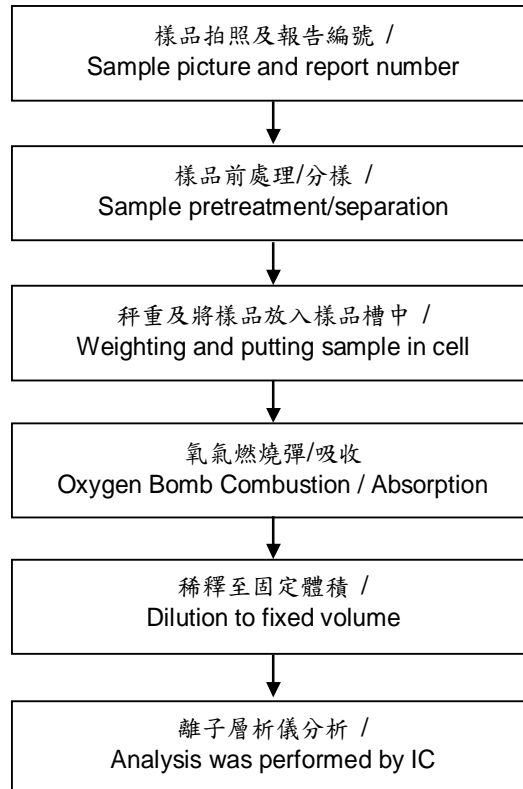 樣品拍照及報告編號 /
Sample picture and report number
樣品前處理/分樣 /
Sample pretreatment/separation
秤重及將樣品放入樣品槽中 /
Weighting and putting sample in cell
氧氣燃燒彈/吸收
Oxygen Bomb Combustion / Absorption
稀釋至固定體積 /
Dilution to fixed volume
離子層析儀分析 /
Analysis was performed by IC